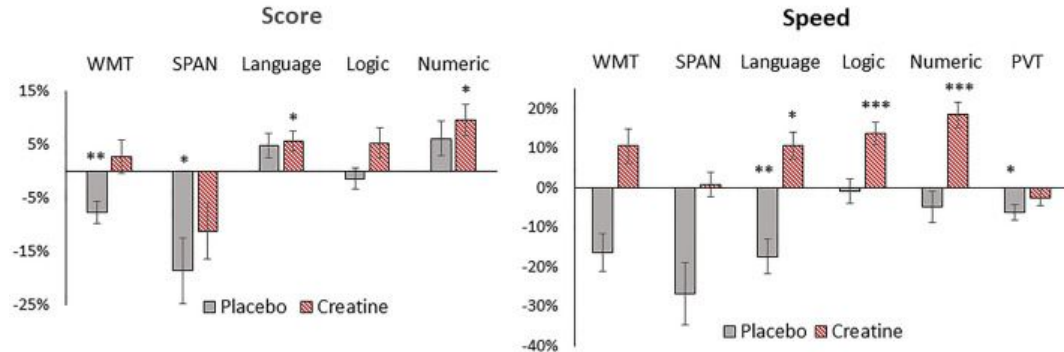 Score
WMT SPAN Language Logic Numeric
15%
5%
-5%
-15%
-25%
** * * *
Placebo Creatine
Speed
WMT SPAN Language Logic Numeric PVT
20%
10%
0%
-10%
-20%
-30%
-40%
** * *** *** *
Placebo Creatine